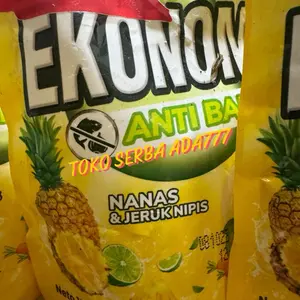 EKONOM
ANTI BA
TOKO SERBA ADA777
NANAS
& JERUK NIPIS